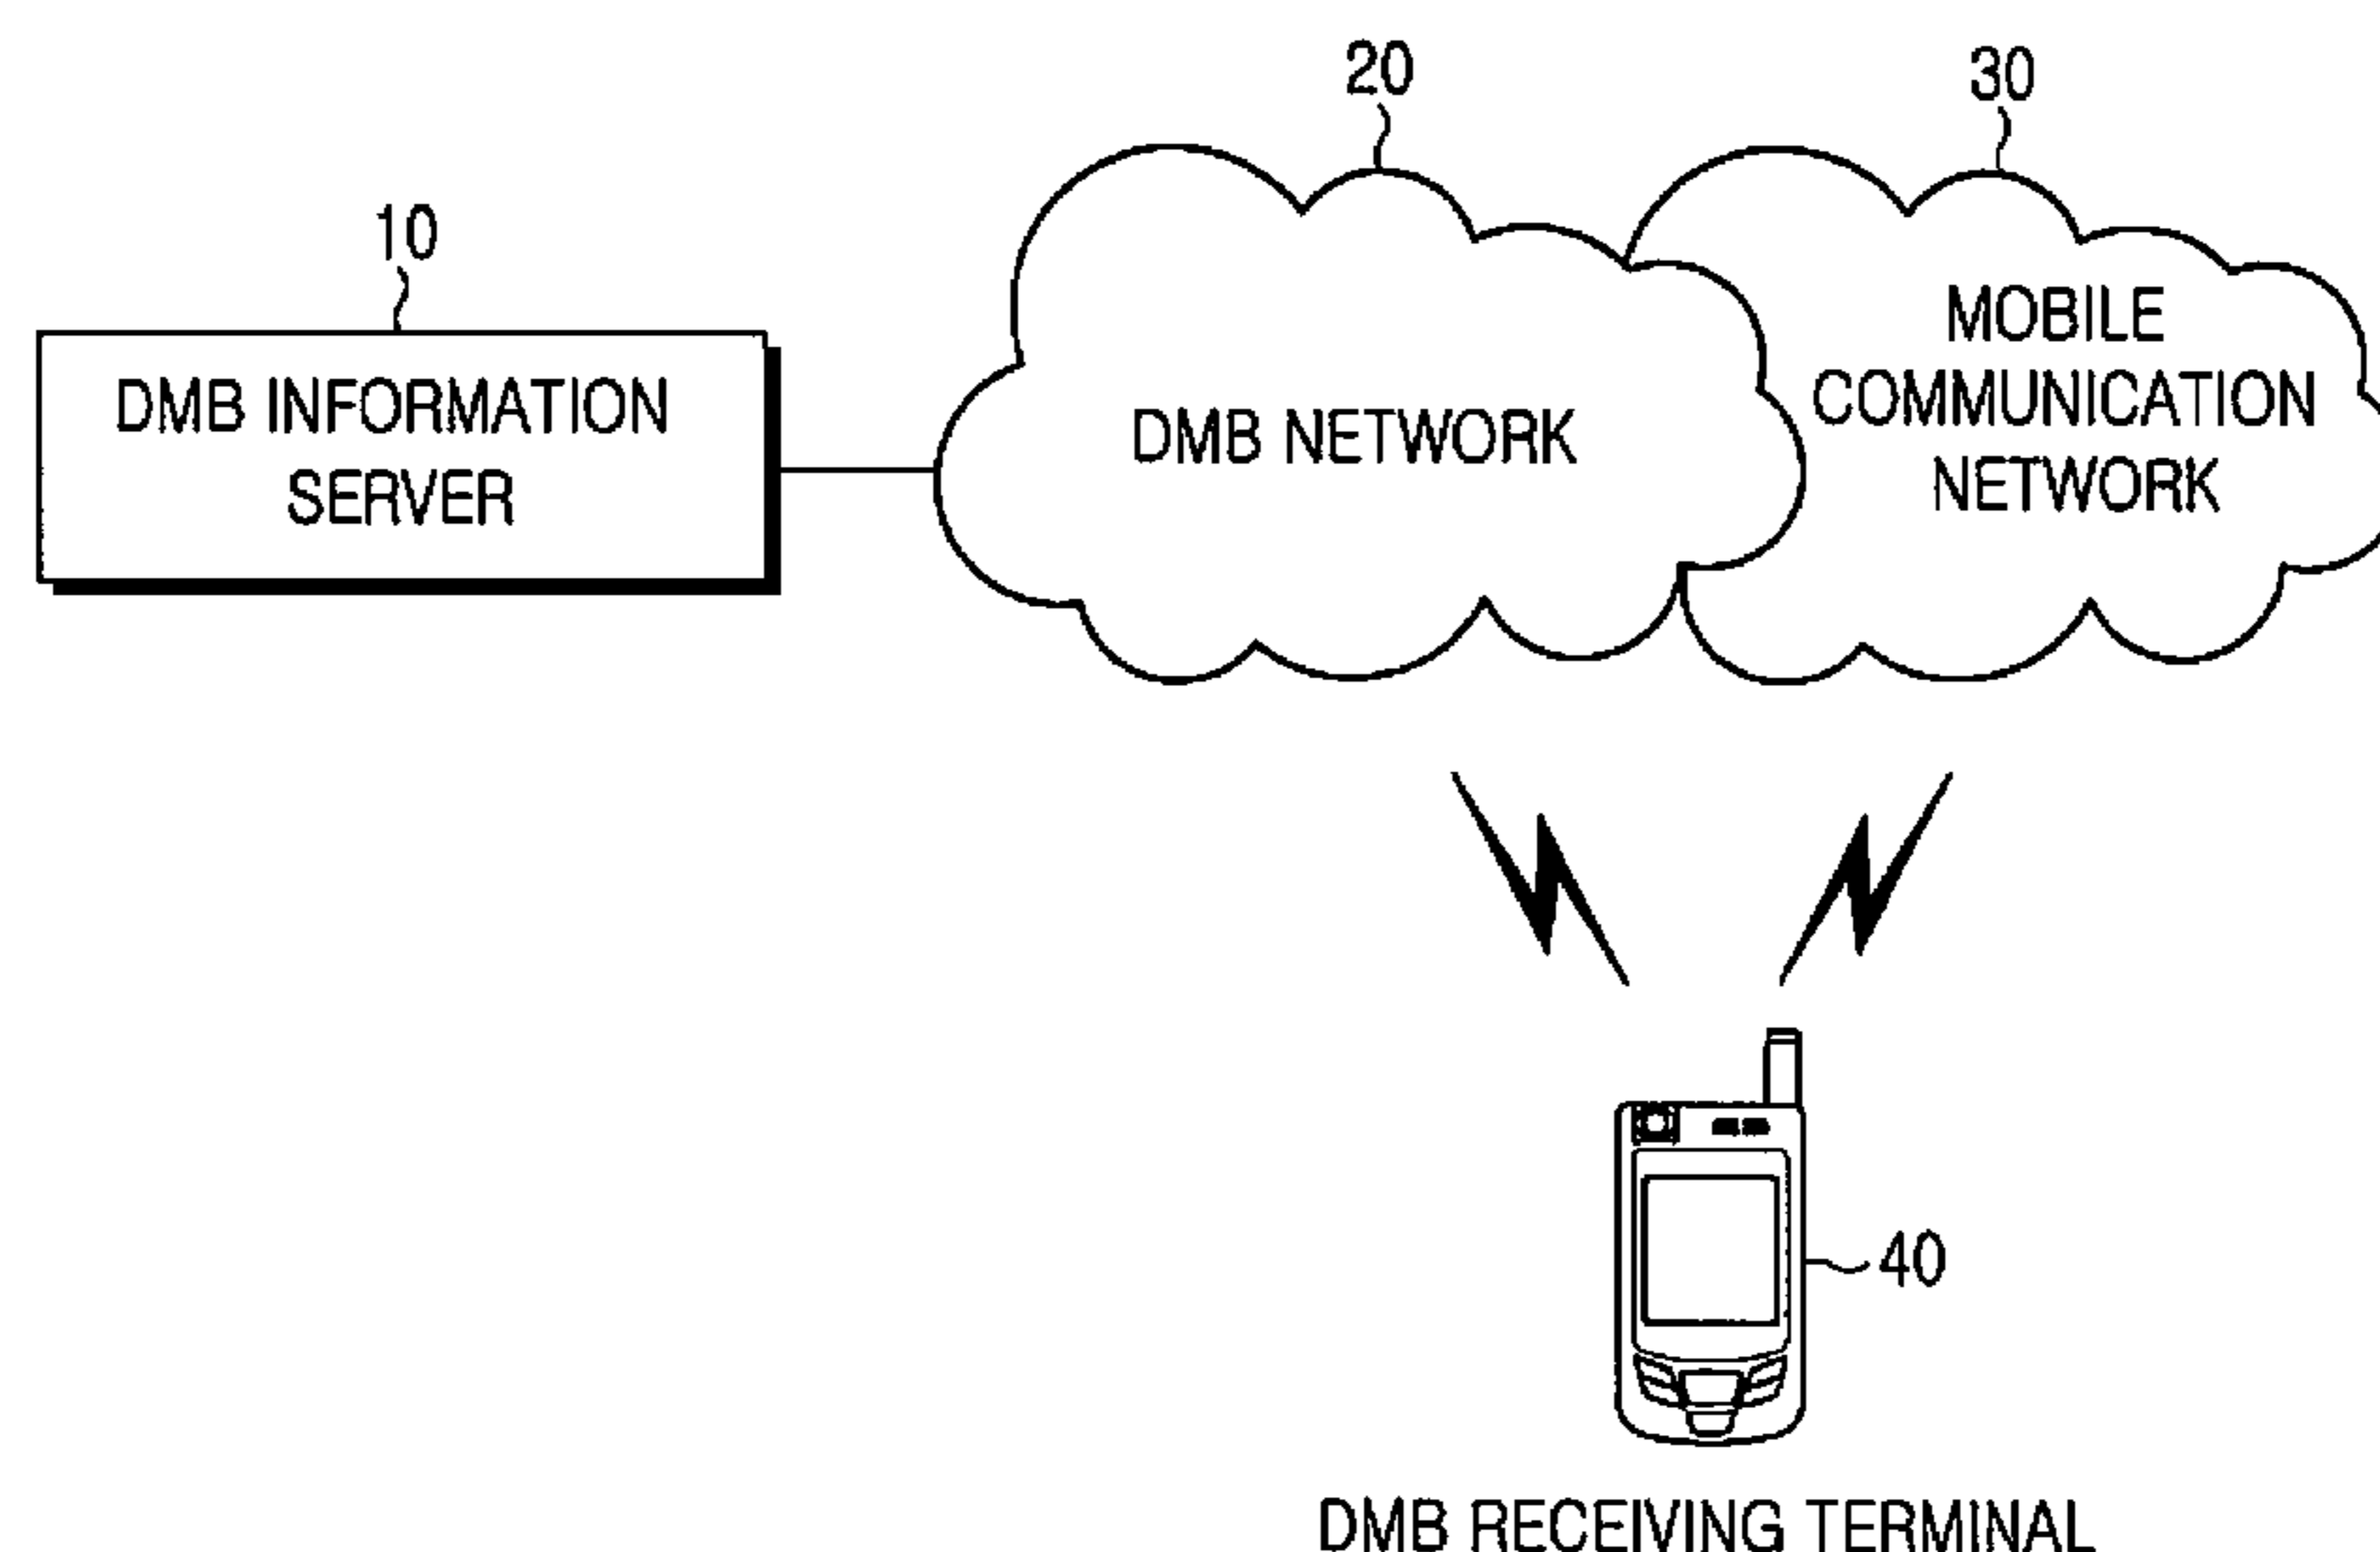 20
30
10
DMB INFORMATION
SERVER
DMB NETWORK
MOBILE
COMMUNICATION
NETWORK
40
DMB RECEIVING TERMINAL